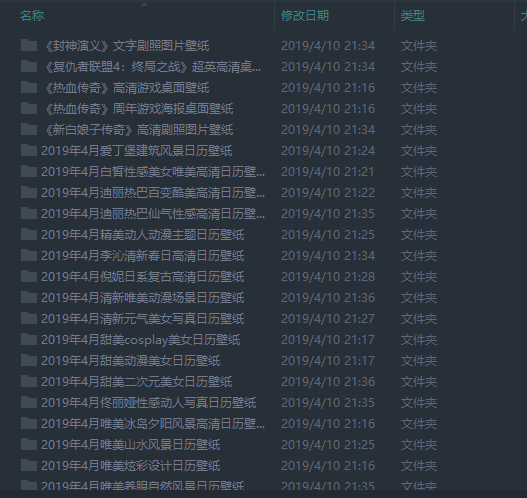 名称 修改日期 类型
《封神演义》文字剧照图片壁纸 2019/4/10 21:34 文件夹
《复仇者联盟4：终局之战》超英高清桌... 2019/4/10 21:34 文件夹
《热血传奇》高清游戏桌面壁纸 2019/4/10 21:16 文件夹
《热血传奇》周年游戏海报桌面壁纸 2019/4/10 21:16 文件夹
《新白娘子传奇》高清剧照图片壁纸 2019/4/10 21:34 文件夹
2019年4月爱丁堡建筑风景日历壁纸 2019/4/10 21:24 文件夹
2019年4月白皙性感美女唯美高清日历壁... 2019/4/10 21:21 文件夹
2019年4月迪丽热巴百变酷美高清日历壁... 2019/4/10 21:22 文件夹
2019年4月迪丽热巴仙气性感高清日历壁... 2019/4/10 21:35 文件夹
2019年4月精美动人动漫主题日历壁纸 2019/4/10 21:25 文件夹
2019年4月李沁清新春日高清日历壁纸 2019/4/10 21:34 文件夹
2019年4月倪妮日系复古高清日历壁纸 2019/4/10 21:28 文件夹
2019年4月清新唯美动漫场景日历壁纸 2019/4/10 21:36 文件夹
2019年4月清新元气美女写真日历壁纸 2019/4/10 21:27 文件夹
2019年4月甜美cosplay美女日历壁纸 2019/4/10 21:17 文件夹
2019年4月甜美动漫美女日历壁纸 2019/4/10 21:17 文件夹
2019年4月甜美二次元美女日历壁纸 2019/4/10 21:36 文件夹
2019年4月佟丽娅性感动人写真日历壁纸 2019/4/10 21:35 文件夹
2019年4月唯美冰岛夕阳风景高清日历壁... 2019/4/10 21:16 文件夹
2019年4月唯美山水风景日历壁纸 2019/4/10 21:25 文件夹
2019年4月唯美炫彩设计日历壁纸 2019/4/10 21:16 文件夹
2019年4月唯美养眼自然风景日历壁纸 2019/4/10 21:35 文件夹